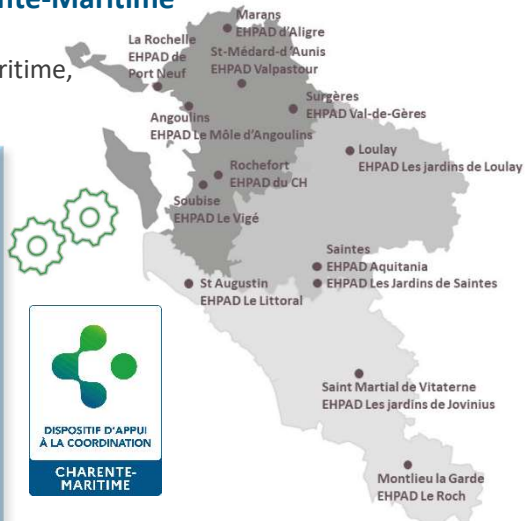 nte-Maritime
ritime,
Marans
EHPAD d'Aligre
La Rochelle
EHPAD de
Port Neuf
St-Médard-d'Aunis
EHPAD Valpastour
Surgères
EHPAD Val-de-Gères
Angoulins
EHPAD Le Môle d'Angoulins
Loulay
EHPAD Les jardins de Loulay
Rochefort
EHPAD du CH
Soubise
EHPAD Le Vigé
Saintes
EHPAD Aquitania
EHPAD Les Jardins de Saintes
St Augustin
EHPAD Le Littoral
Saint Martial de Vitaterne
EHPAD Les jardins de Jovinius
Montlieu la Garde
EHPAD Le Roch
DISPOSITIF D'APPUI
À LA COORDINATION
CHARENTE-
MARITIME